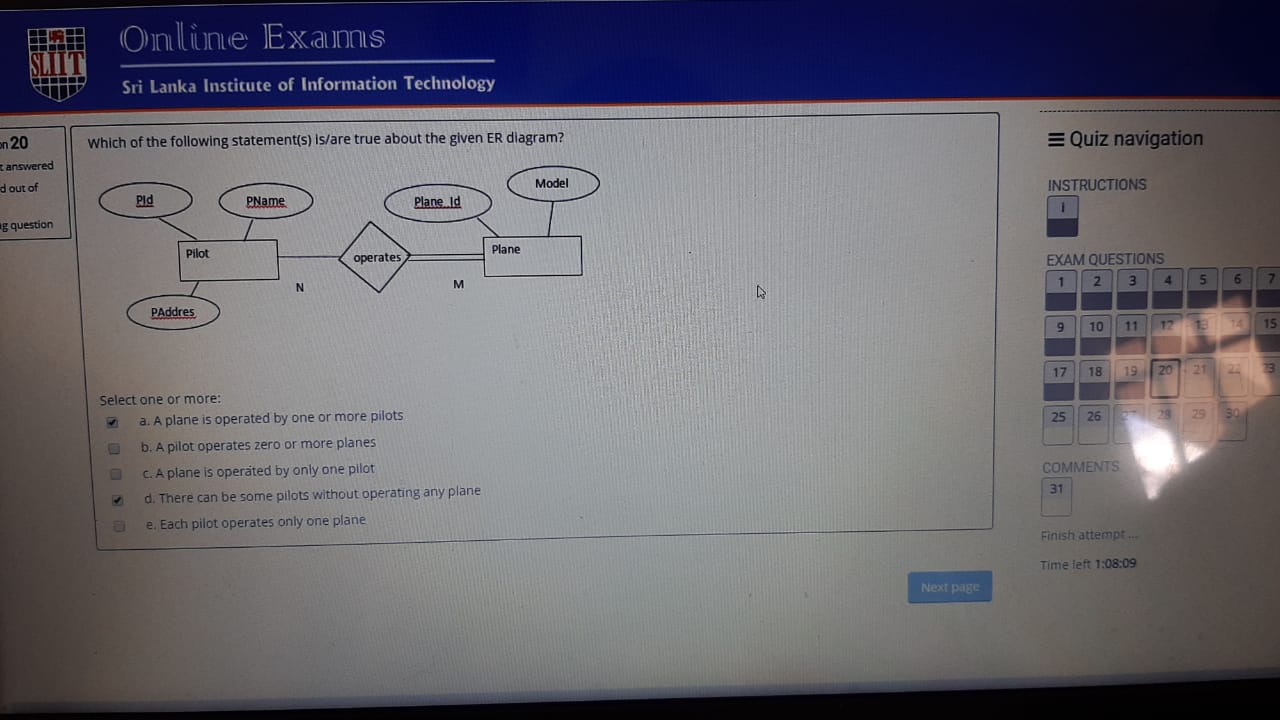 Online Exams
SLIIT
Sri Lanka Institute of Information Technology
20
answered
d out of
question
Which of the following statement(s) is/are true about the given ER diagram?
PId
PName
Plane_Id
Model
Pilot
operates
Plane
N
M
PAddres
Select one or more:
a. A plane is operated by one or more pilots
b. A pilot operates zero or more planes
c. A plane is operated by only one pilot
d. There can be some pilots without operating any plane
e. Each pilot operates only one plane
Next page
Quiz navigation
INSTRUCTIONS
i
EXAM QUESTIONS
1 2 3 4 5 6 7
9 10 11 12 13 14 15
17 18 19 20 21 22 23
25 26 27 28 29 30
COMMENTS
31
Finish attempt ...
Time left 1:08:09